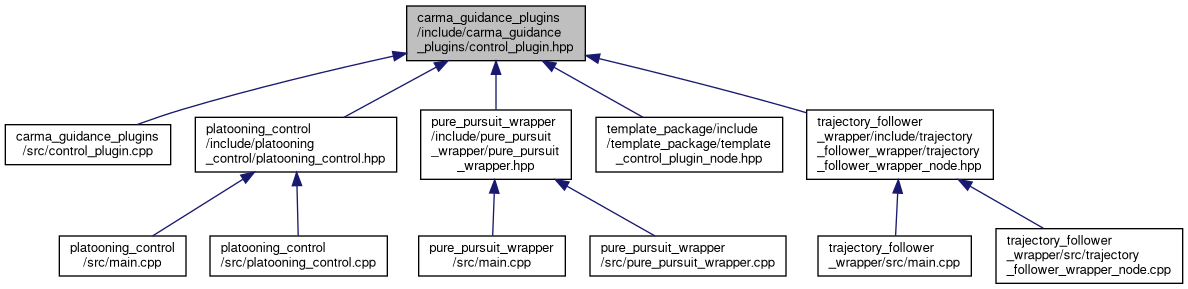 carma_guidance_plugins
/include/carma_guidance
_plugins/control_plugin.hpp
carma_guidance_plugins
/src/control_plugin.cpp
platooning_control
/include/platooning
_control/platooning_control.hpp
pure_pursuit_wrapper
/include/pure_pursuit
_wrapper/pure_pursuit
_wrapper.hpp
template_package/include
/template_package/template
_control_plugin_node.hpp
trajectory_follower
_wrapper/include/trajectory
_follower_wrapper/trajectory
_follower_wrapper_node.hpp
platooning_control
/src/main.cpp
platooning_control
/src/platooning_control.cpp
pure_pursuit_wrapper
/src/main.cpp
pure_pursuit_wrapper
/src/pure_pursuit_wrapper.cpp
trajectory_follower
_wrapper/src/main.cpp
trajectory_follower
_wrapper/src/trajectory
_follower_wrapper_node.cpp